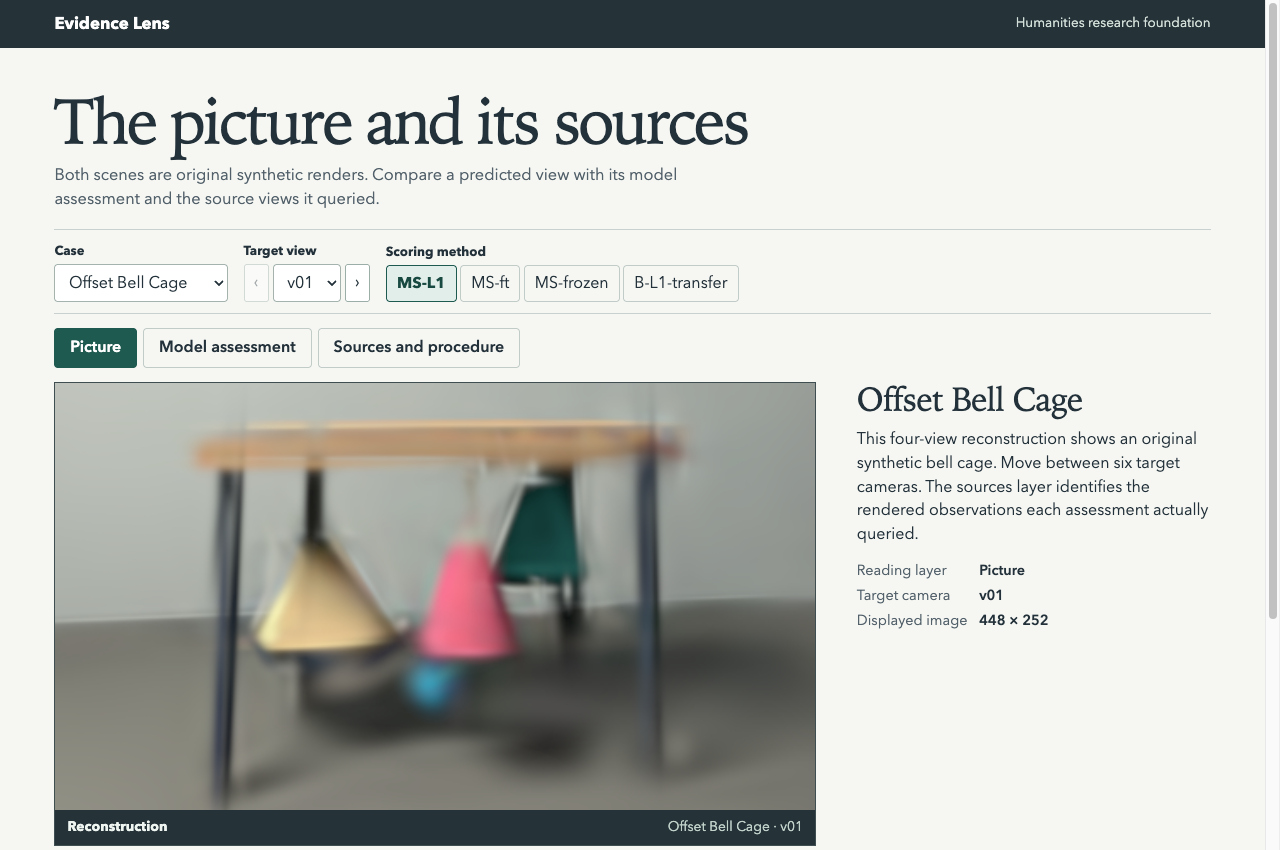 Evidence Lens
Humanities research foundation
The picture and its sources
Both scenes are original synthetic renders. Compare a predicted view with its model
assessment and the source views it queried.
Case
Target view
Scoring method
Offset Bell Cage
‹
v01
›
MS-L1
MS-ft
MS-frozen
B-L1-transfer
Picture
Model assessment
Sources and procedure
Offset Bell Cage
This four-view reconstruction shows an original
synthetic bell cage. Move between six target
cameras. The sources layer identifies the
rendered observations each assessment actually
queried.
Reading layer Picture
Target camera v01
Displayed image 448 × 252
Reconstruction
Offset Bell Cage · v01